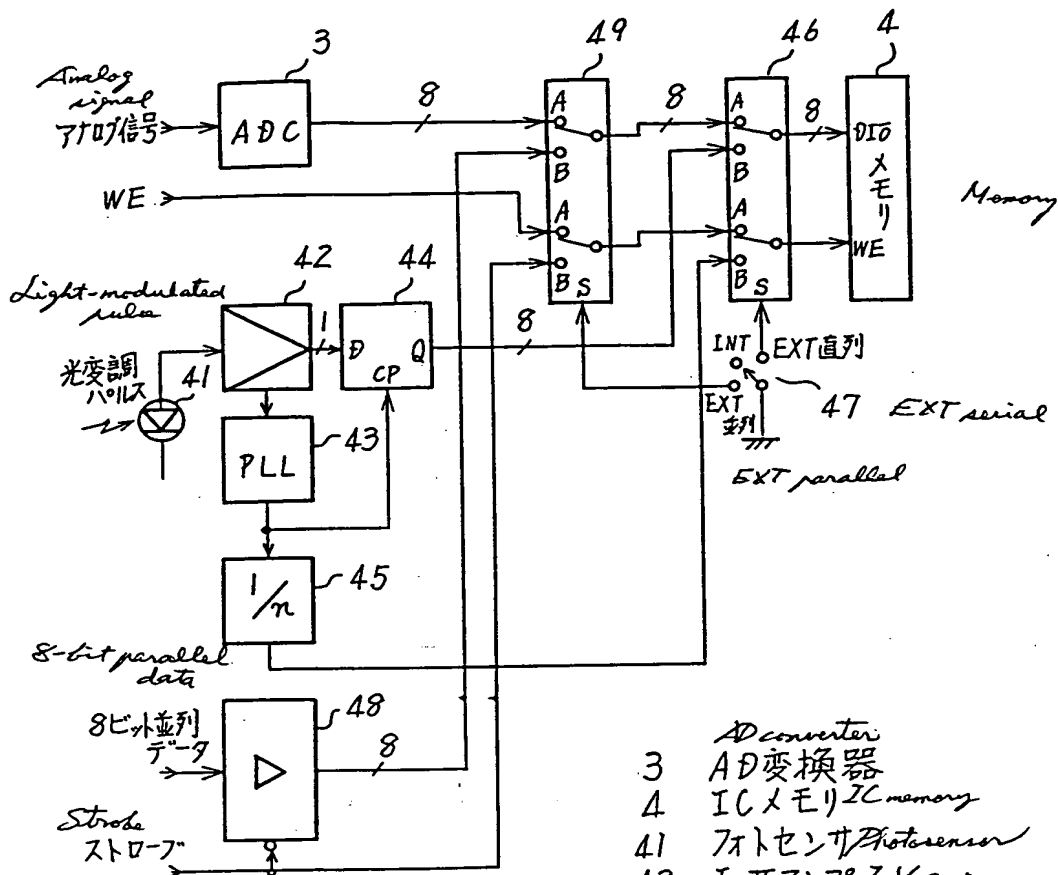 3
49
46
4
Analog
signal
アナログ信号
ADC
8
A
B
A
B
S
8
A
B
A
B
S
8
DIO
メモリ
WE
Memory
WE
Light-modulated
pulse
光変調
パルス
41
42
1
44
D
Q
CP
8
INT
EXT直列
EXT
並列
47
EXT serial
EXT parallel
PLL
43
1/n
45
8-bit parallel
data
8ビット並列
データ
48
8
Strobe
ストローブ
AD converter
3 AD変換器
4 ICメモリ IC memory
41 フォトセンサ Photosensor